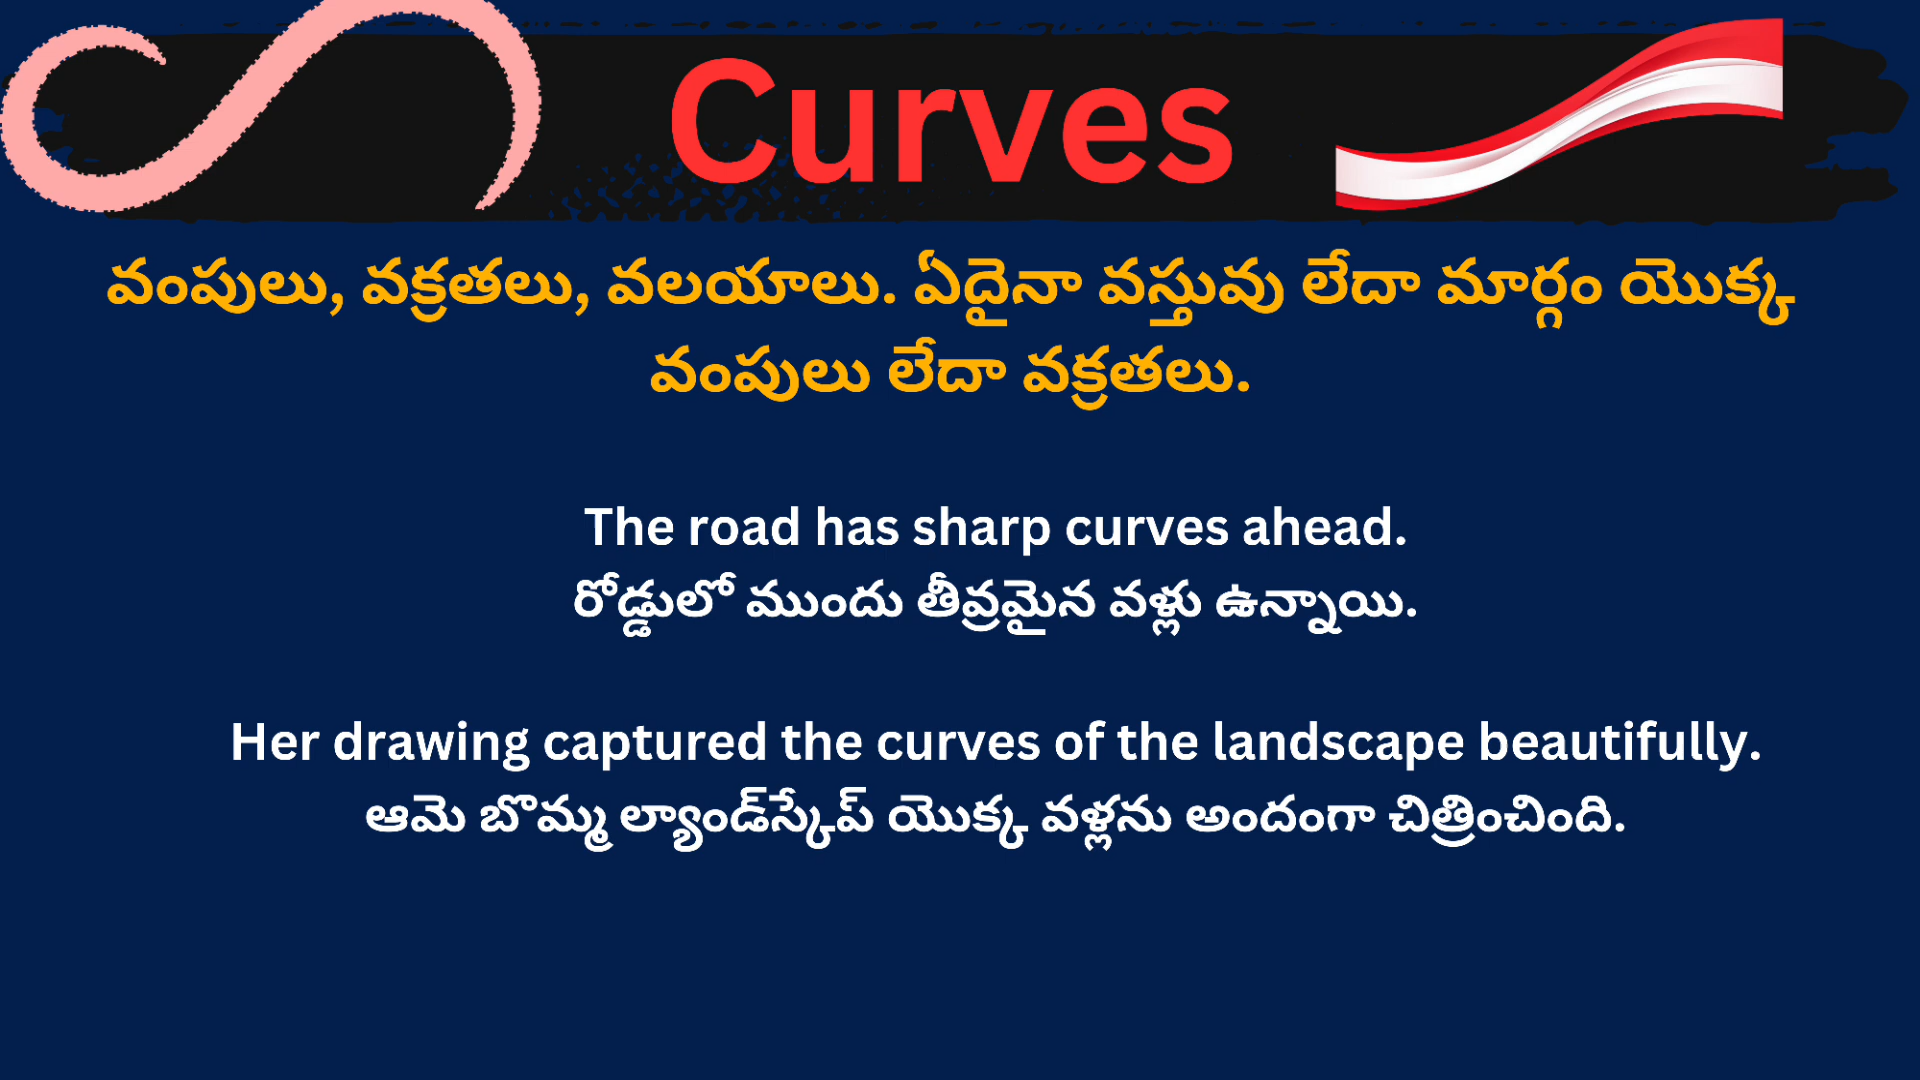 Curves
వంపులు, వక్రతలు, వలయాలు. ఏదైనా వస్తువు లేదా మార్గం యొక్క
వంపులు లేదా వక్రతలు.
The road has sharp curves ahead.
రోడ్డులో ముందు తీవ్రమైన వళ్లు ఉన్నాయి.
Her drawing captured the curves of the landscape beautifully.
ఆమె బొమ్మ ల్యాండ్‌స్కేప్ యొక్క వళ్లను అందంగా చిత్రించింది.